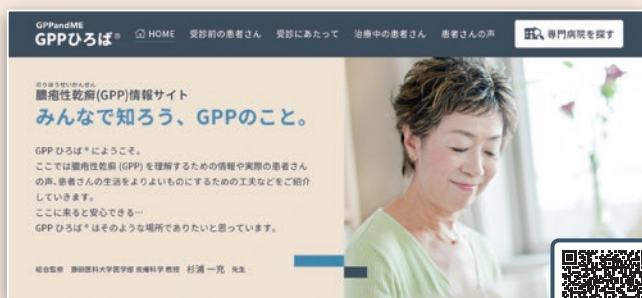 GPPandME
GPPひろば®
HOME 受診前の患者さん 受診にあたって 治療中の患者さん 患者さんの声 専門病院を探す
のうほうせいかんせん
膿疱性乾癬(GPP)情報サイト
みんなで知ろう、GPPのこと。
GPP ひろば®にようこそ。
ここでは膿疱性乾癬 (GPP) を理解するための情報や実際の患者さん
の声、患者さんの生活をよりよいものにするための工夫などをご紹介
していきます。
ここに来ると安心できる…
GPP ひろば®はそのような場所でありたいと思っています。
総合監修 藤田医科大学医学部 皮膚科学 教授 杉浦 一充 先生